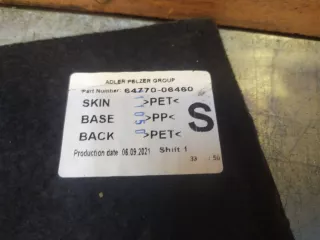 ADLER PELZER GROUP
Part Number: 64770-06460
SKIN >PET<
BASE >PP<
BACK >PET<
S
Production date 06.09.2021 Shift 1